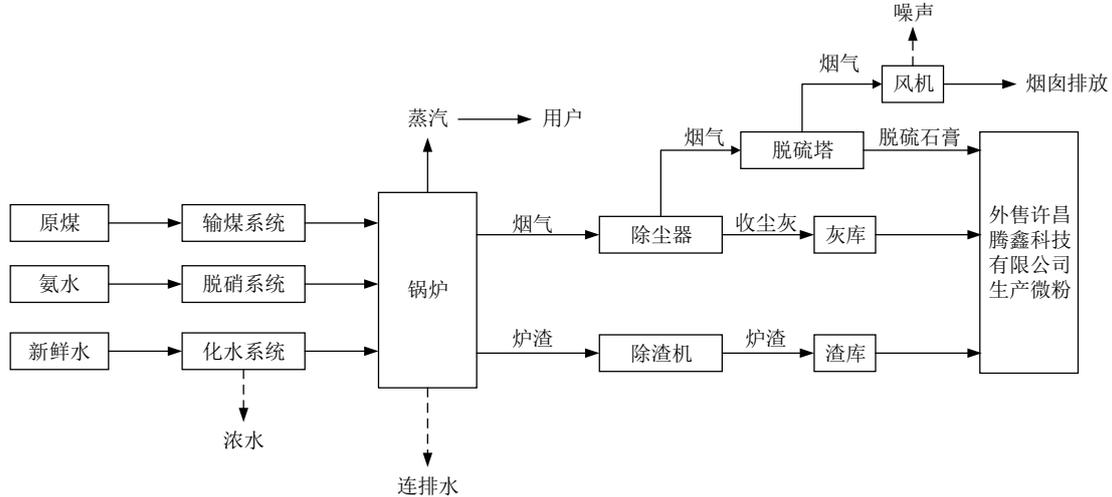 噪声
烟气
风机
烟囱排放
蒸汽
用户
烟气
脱硫塔
脱硫石膏
原煤
输煤系统
烟气
除尘器
收尘灰
灰库
外售许昌
腾鑫科技
有限公司
生产微粉
氨水
脱硝系统
锅炉
新鲜水
化水系统
炉渣
除渣机
炉渣
渣库
浓水
连排水